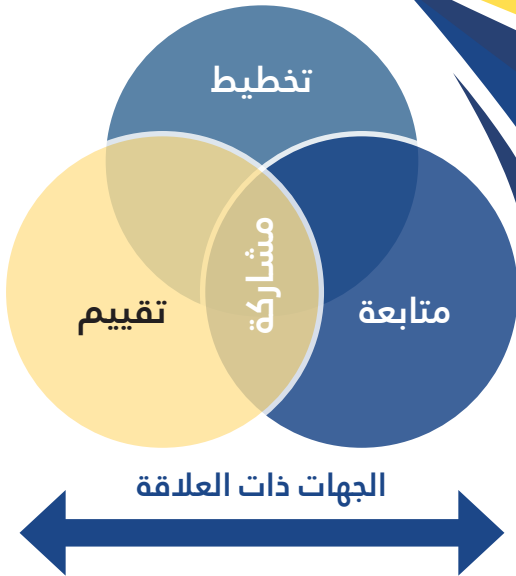 تخطيط
مشاركة
متابعة
تقييم
الجهات ذات العلاقة